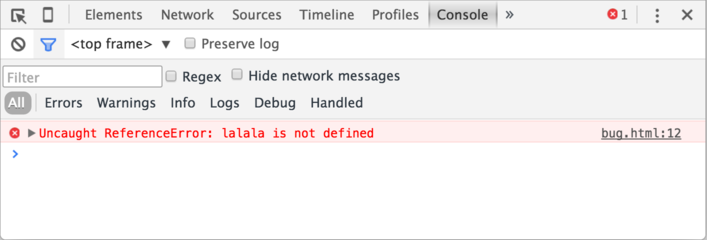 Elements Network Sources Timeline Profiles Console » 1
<top frame> ▼ Preserve log
Filter Regex Hide network messages
All Errors Warnings Info Logs Debug Handled
Uncaught ReferenceError: lalala is not defined bug.html:12